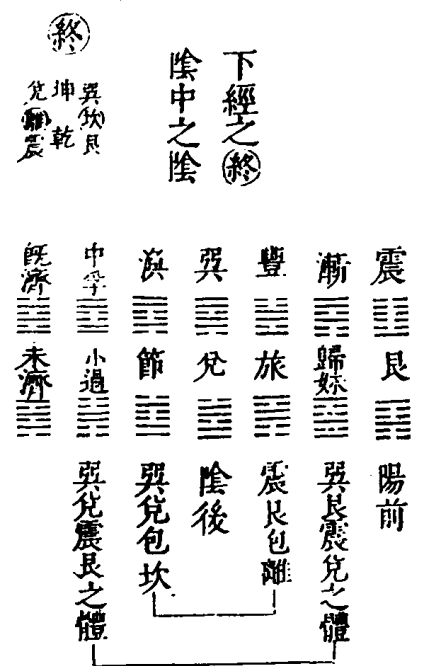 下經之終
陰中之陰
終
巽坎艮
坤乾
兌離震
震 艮 陽前
漸 歸妹 巽艮震兌之體
豐 旅 震艮包離
巽 兌 陰後
渙 節 巽兌包坎
中孚 小過 巽兌震艮之體
既濟 未濟